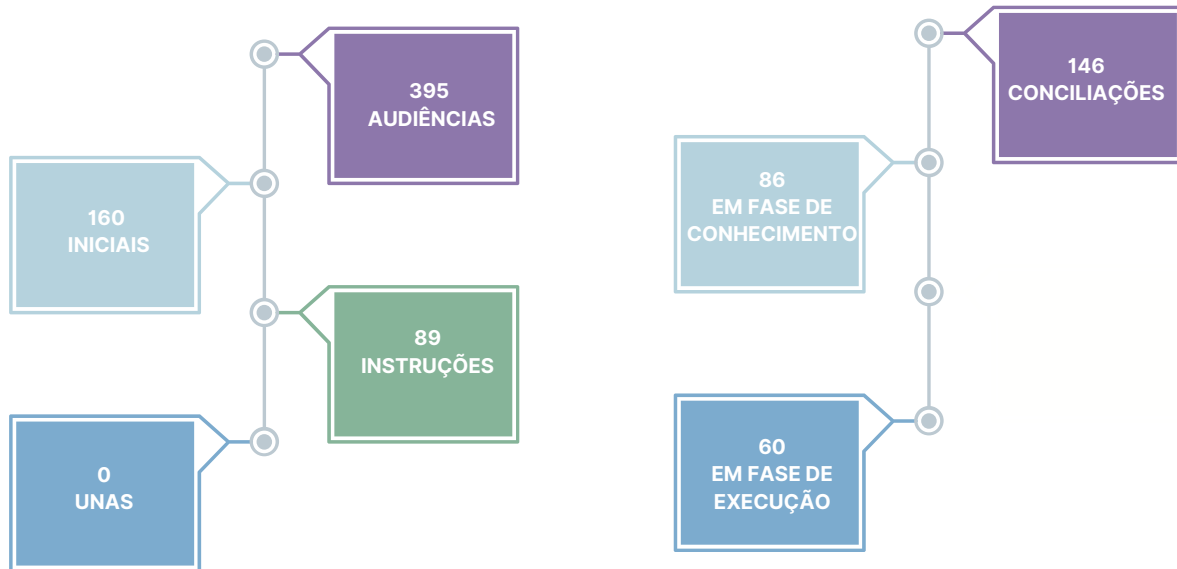 395
AUDIÊNCIAS
160
INICIAIS
89
INSTRUÇÕES
0
UNAS
146
CONCILIAÇÕES
86
EM FASE DE
CONHECIMENTO
60
EM FASE DE
EXECUÇÃO